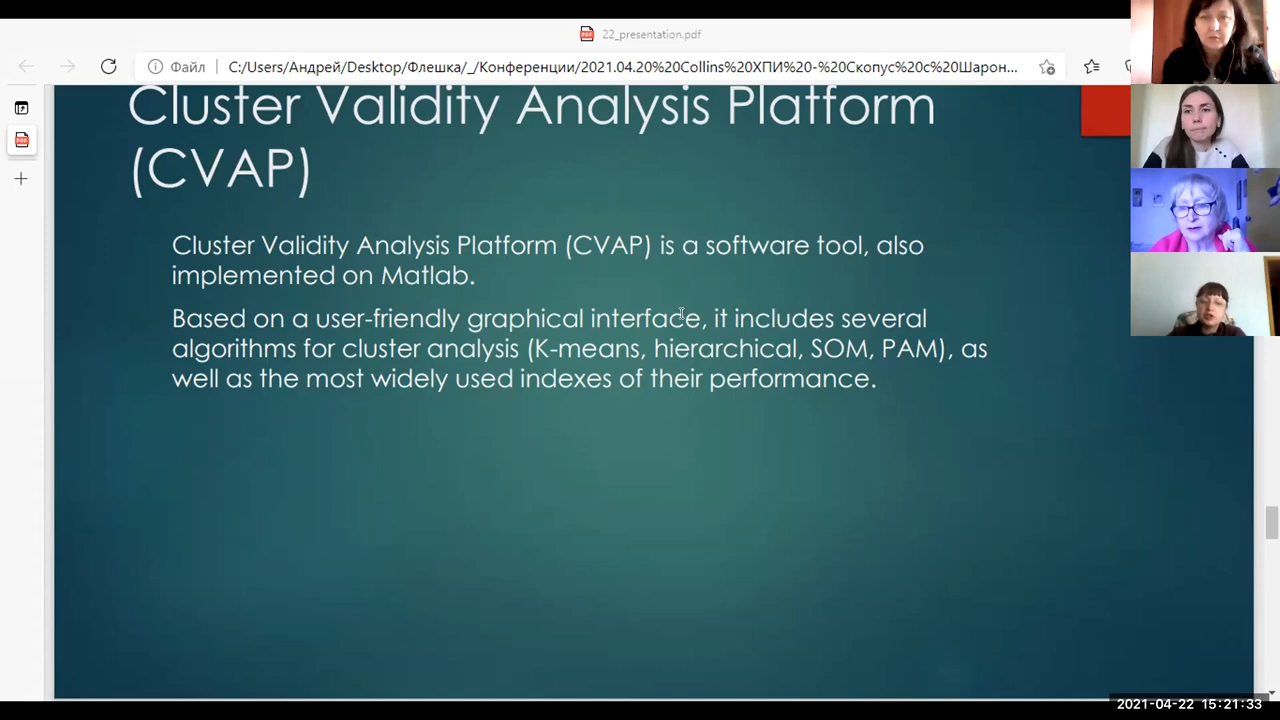 22_presentation.pdf
Файл
C:/Users/Андрей/Desktop/Флешка/_/Конференции/2021.04.20%20Collins%20ХПИ%20-%20Скопус%20с%20Шарон...
Cluster Validity Analysis Platform
(CVAP)
Cluster Validity Analysis Platform (CVAP) is a software tool, also
implemented on Matlab.
Based on a user-friendly graphical interface, it includes several
algorithms for cluster analysis (K-means, hierarchical, SOM, PAM), as
well as the most widely used indexes of their performance.
2021-04-22 15:21:33